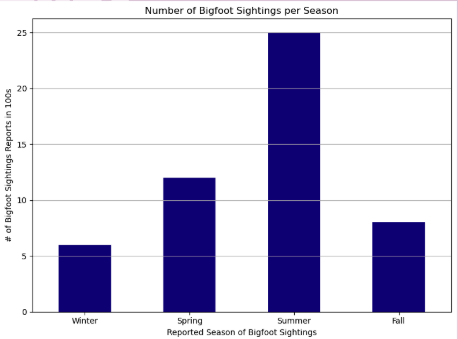 Number of Bigfoot Sightings per Season
25
20
15
10
5
0
# of Bigfoot Sightings Reports in 100s
Winter Spring Summer Fall
Reported Season of Bigfoot Sightings